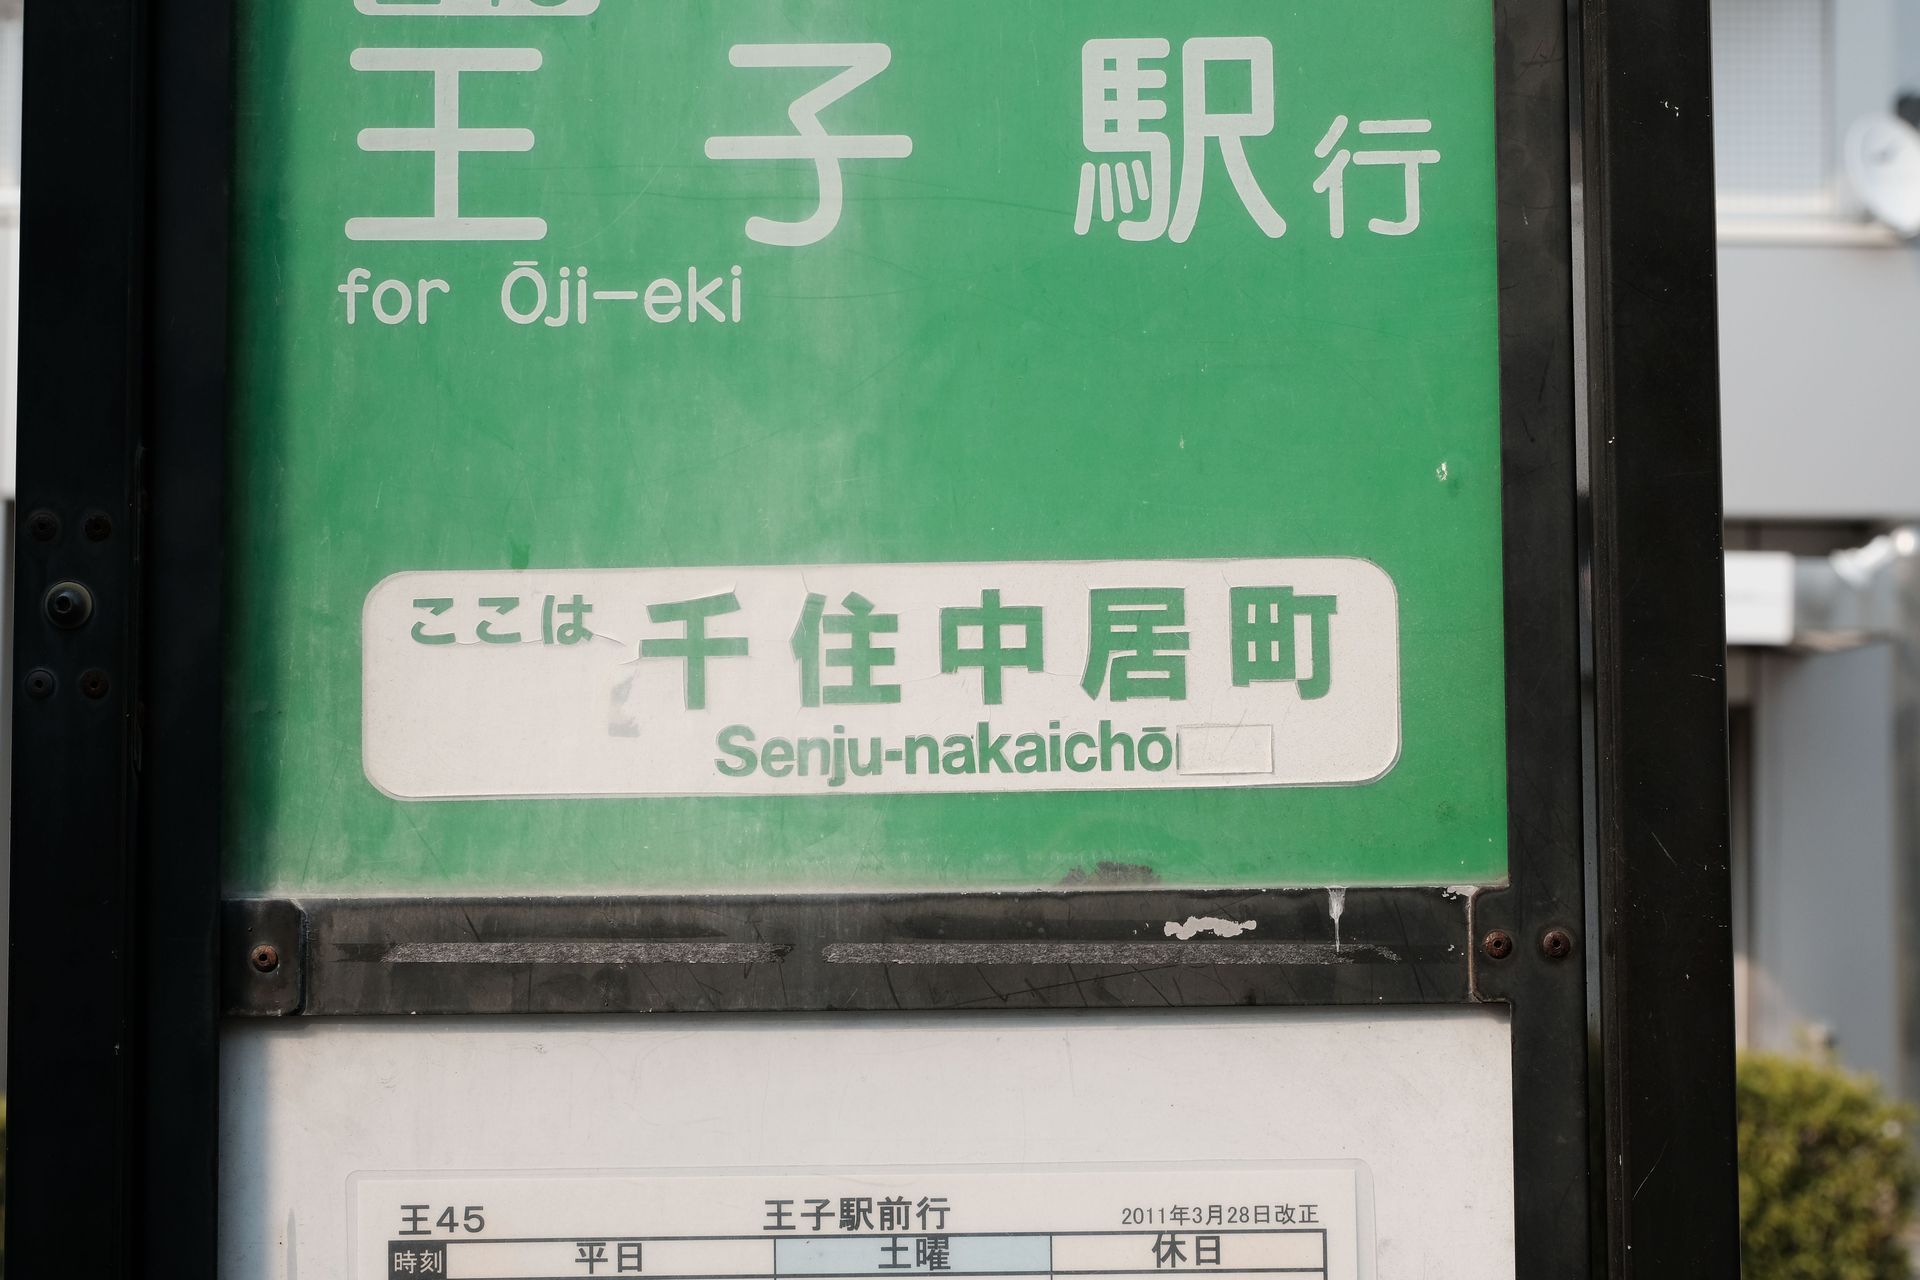 王子駅行
for Ōji-eki
ここは 千住中居町
Senju-nakaichō
王45 王子駅前行 2011年3月28日改正
時刻 平日 土曜 休日